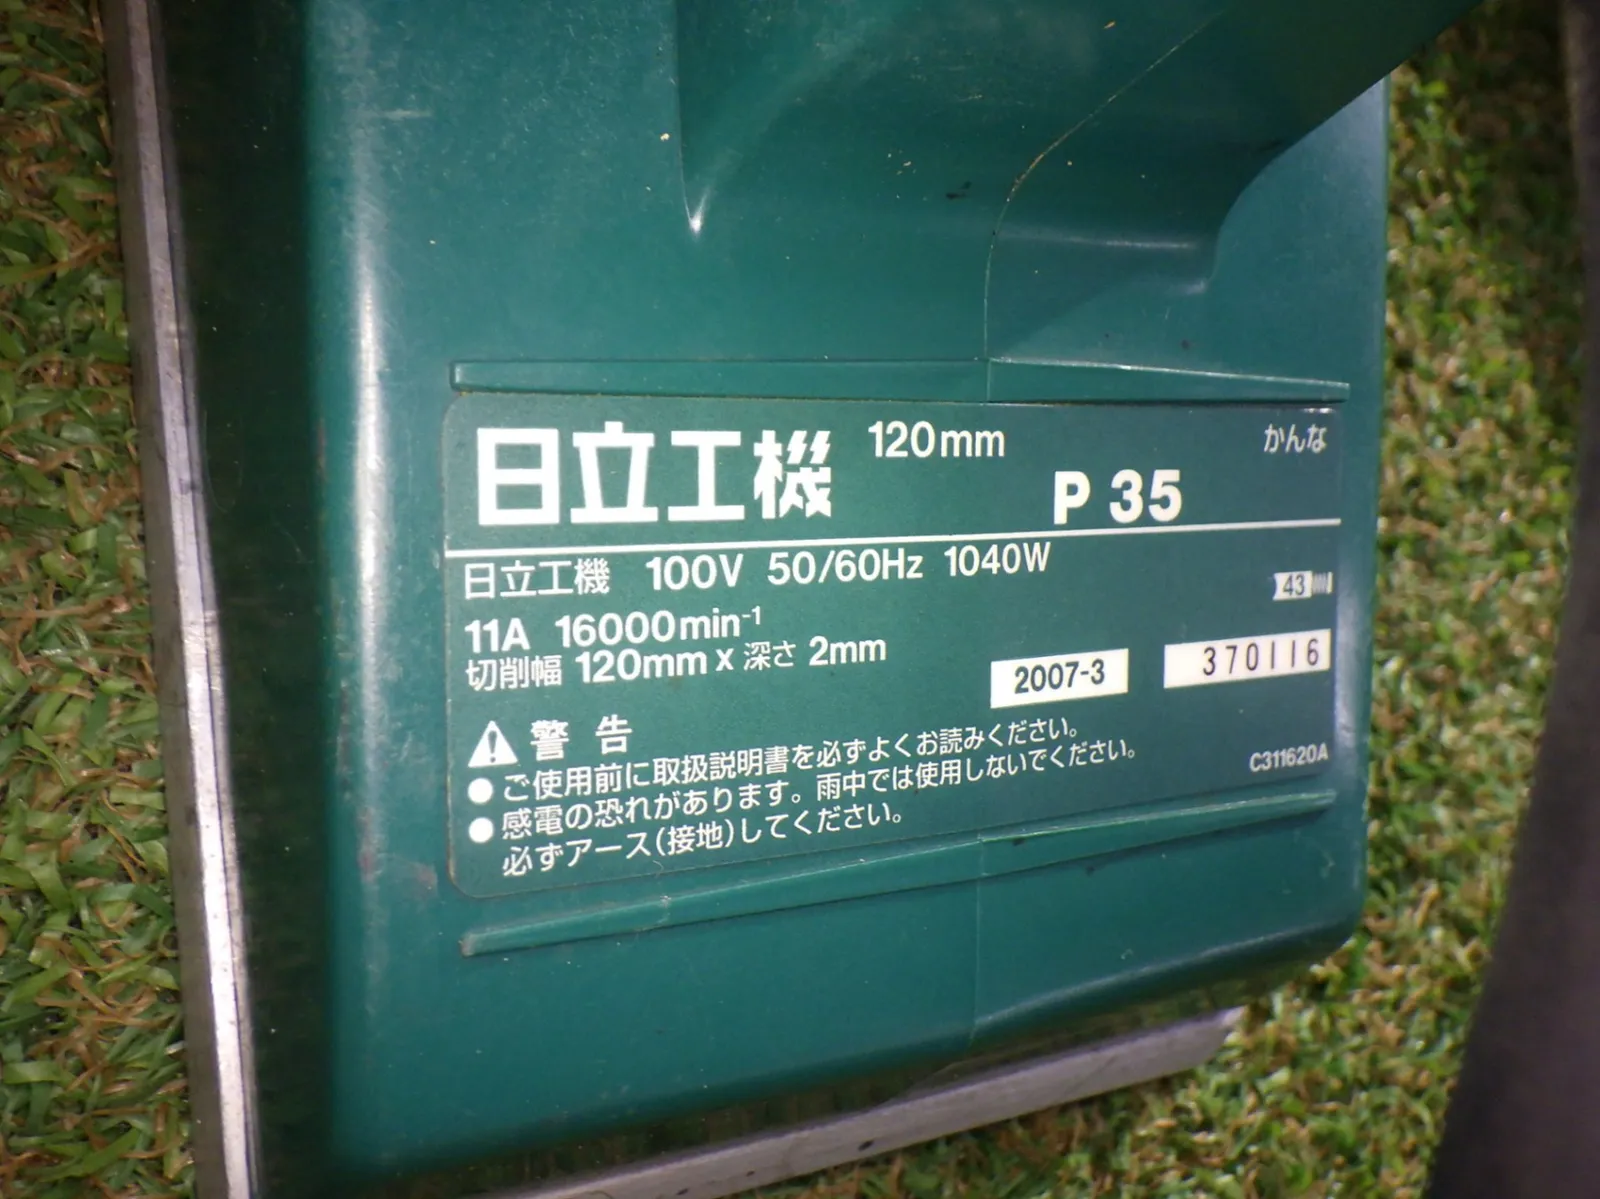 日立工機 120mm かんな
P 35
日立工機 100V 50/60Hz 1040W
43
11A 16000min-1
切削幅 120mm x 深さ 2mm
2007-3 370116
警告
●ご使用前に取扱説明書を必ずよくお読みください。
●感電の恐れがあります。雨中では使用しないでください。
必ずアース(接地)してください。
C311620A